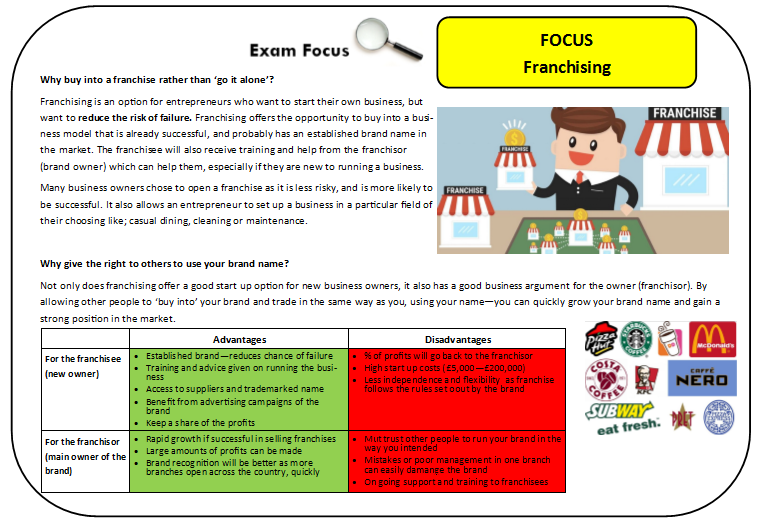 Exam Focus
FOCUS
Franchising
Why buy into a franchise rather than ‘go it alone’?
Franchising is an option for entrepreneurs who want to start their own business, but
want to reduce the risk of failure. Franchising offers the opportunity to buy into a busi-
ness model that is already successful, and probably has an established brand name in
the market. The franchisee will also receive training and help from the franchisor
(brand owner) which can help them, especially if they are new to running a business.
Many business owners chose to open a franchise as it is less risky, and is more likely to
be successful. It also allows an entrepreneur to set up a business in a particular field of
their choosing like; casual dining, cleaning or maintenance.
FRANCHISE
FRANCHISE
FRANCHISE
Why give the right to others to use your brand name?
Not only does franchising offer a good start up option for new business owners, it also has a good business argument for the owner (franchisor). By
allowing other people to ‘buy into’ your brand and trade in the same way as you, using your name—you can quickly grow your brand name and gain a
strong position in the market.
Advantages
Disadvantages
For the franchisee
(new owner)
• Established brand—reduces chance of failure
• Training and advice given on running the busi-
ness
• Access to suppliers and trademarked name
• Benefit from advertising campaigns of the
brand
• Keep a share of the profits
• % of profits will go back to the franchisor
• High start up costs (£5,000—£200,000)
• Less independence and flexibility as franchise
follows the rules set out by the brand
For the franchisor
(main owner of the
brand)
• Rapid growth if successful in selling franchises
• Large amounts of profits can be made
• Brand recognition will be better as more
branches open across the country, quickly
• Mut trust other people to run your brand in the
way you intended
• Mistakes or poor management in one branch
can easily damange the brand
• On going support and training to franchisees
Pizza Hut
STARBUCKS COFFEE
McDonald's
COSTA COFFEE
KFC
CAFFÈ NERO
SUBWAY
eat fresh.
PRET